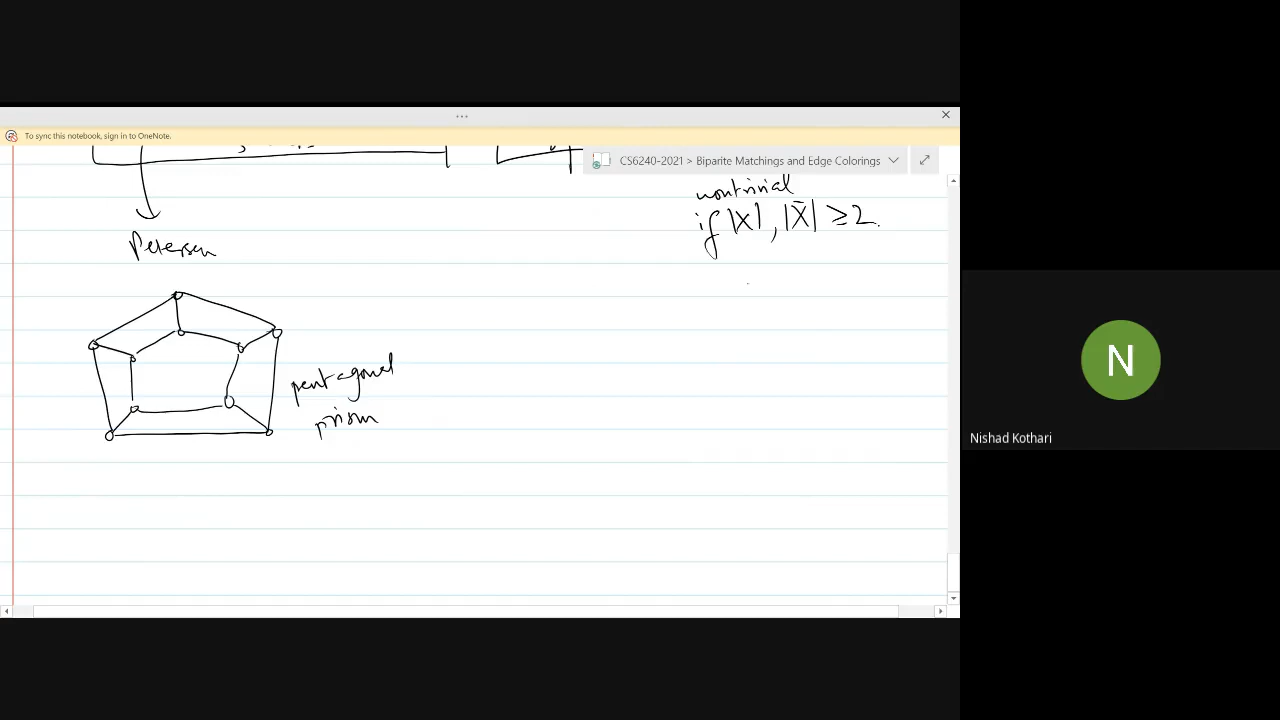 To sync this notebook, sign in to OneNote.
CS6240-2021 > Biparite Matchings and Edge Colorings
nontrivial
if |X|, |X̄| ≥ 2.
Petersen
pentagonal
prism
N
Nishad Kothari